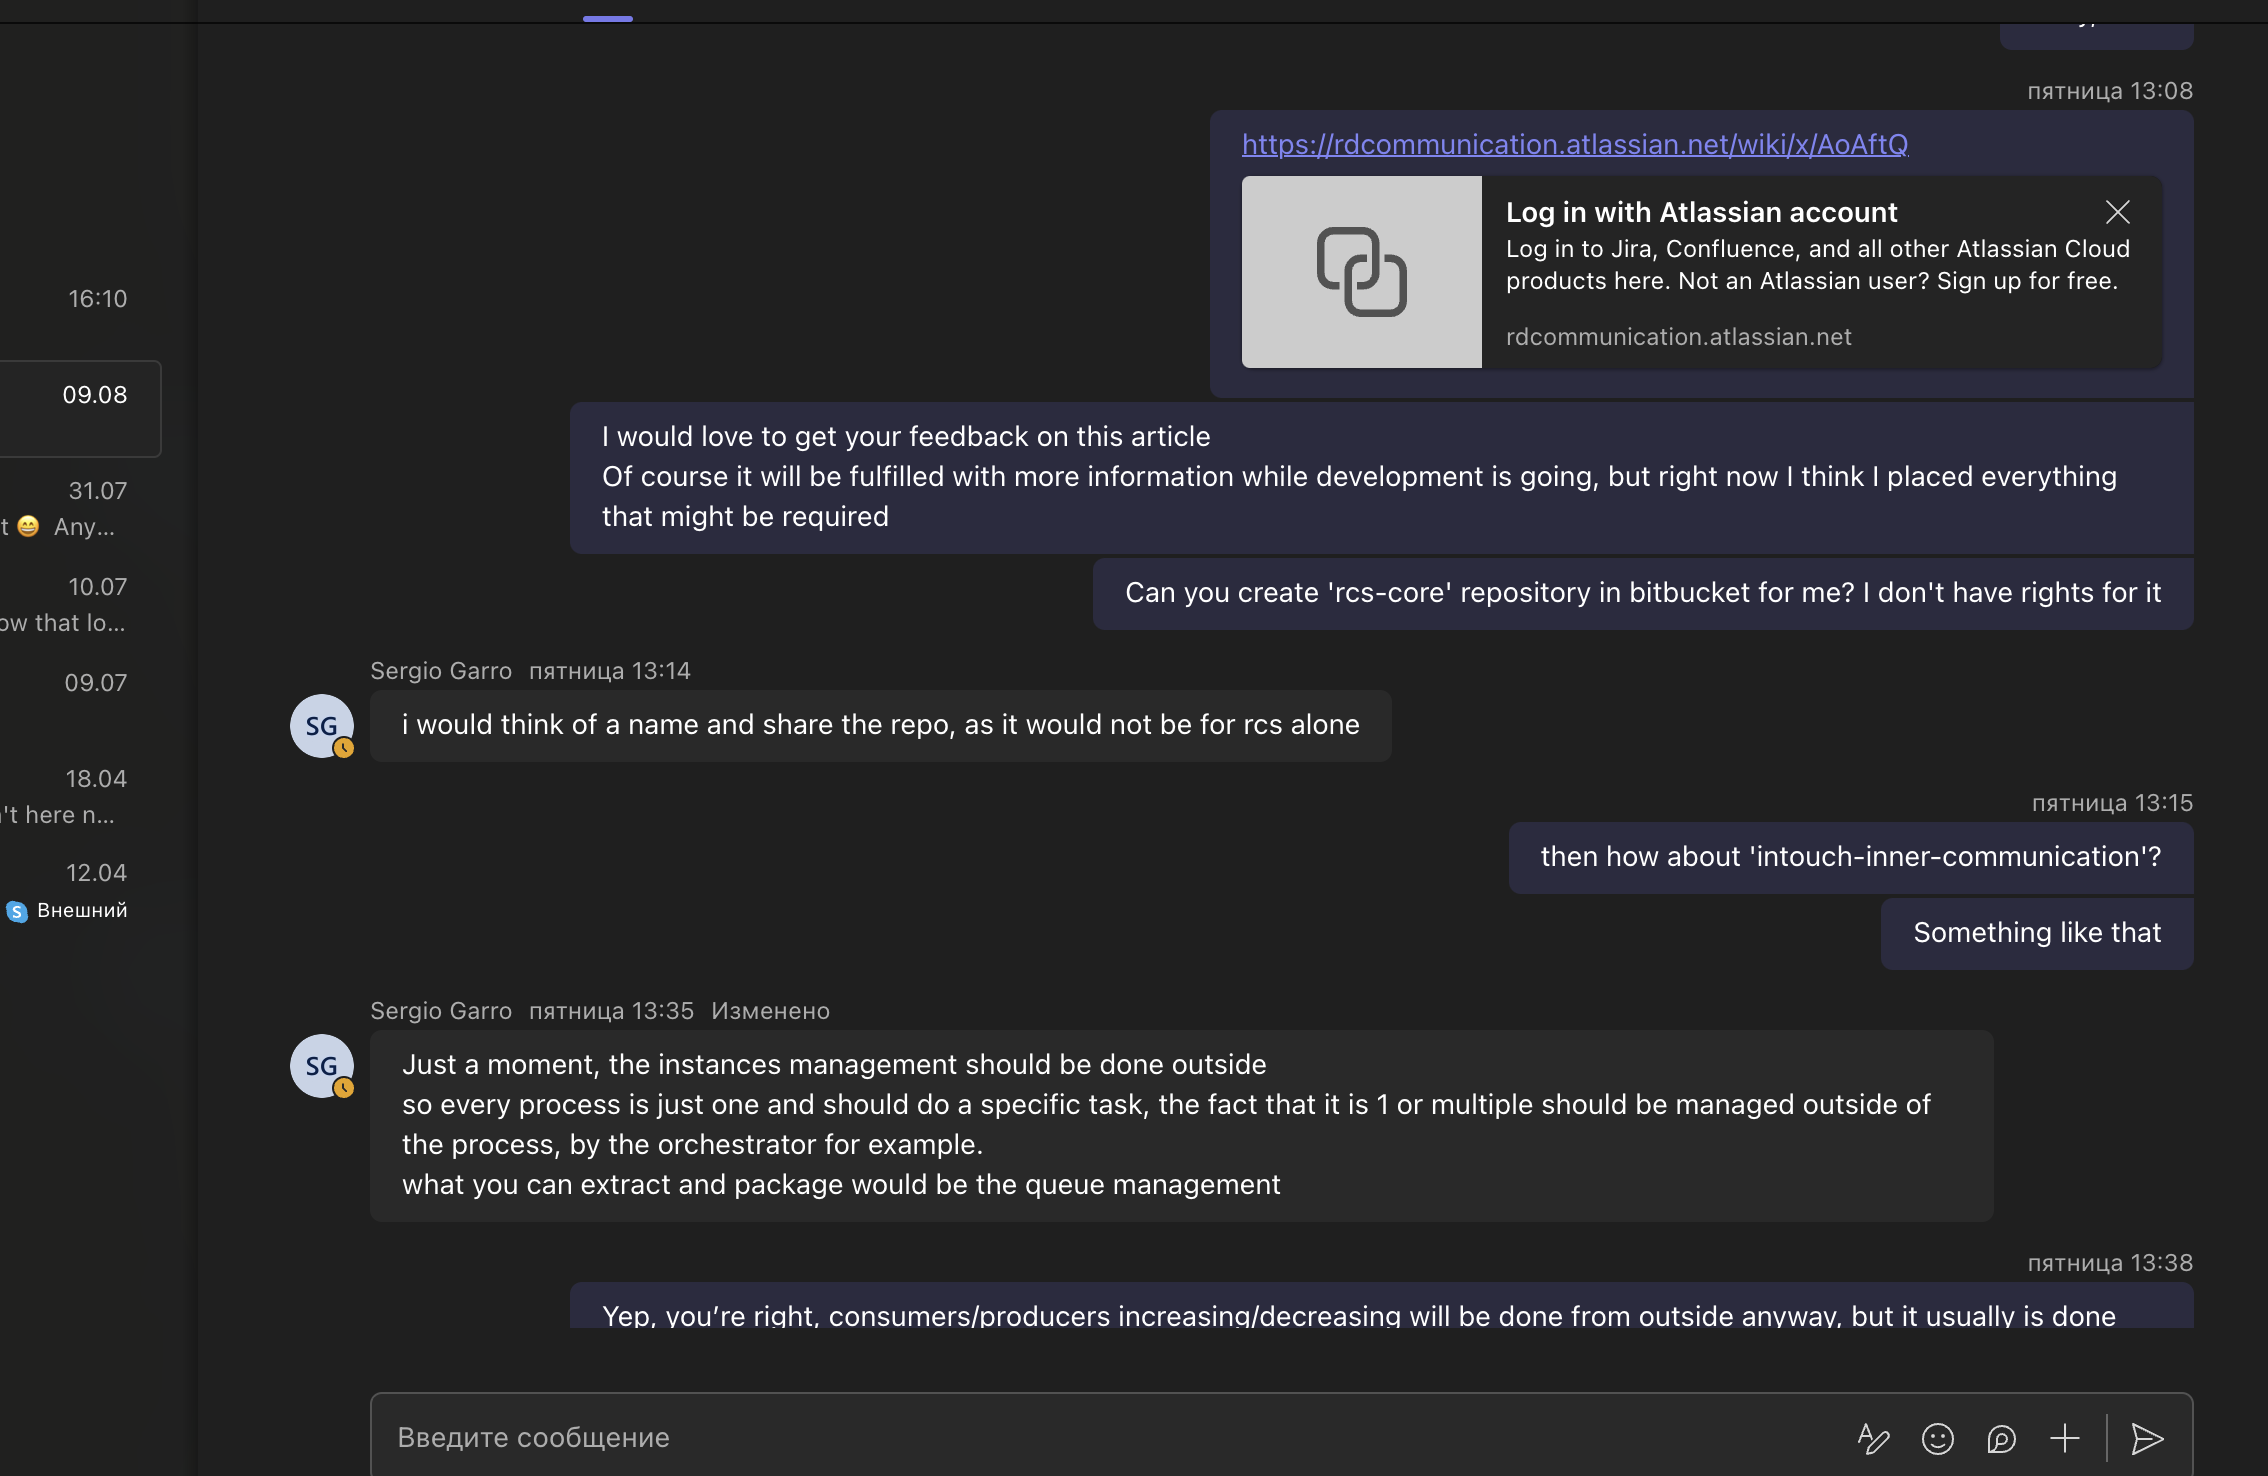 16:10
09.08
31.07
t 😄 Any...
10.07
ow that lo...
09.07
18.04
't here n...
12.04
S Внешний
пятница 13:08
https://rdcommunication.atlassian.net/wiki/x/AoAftQ
Log in with Atlassian account
Log in to Jira, Confluence, and all other Atlassian Cloud
products here. Not an Atlassian user? Sign up for free.
rdcommunication.atlassian.net
I would love to get your feedback on this article
Of course it will be fulfilled with more information while development is going, but right now I think I placed everything
that might be required
Can you create 'rcs-core' repository in bitbucket for me? I don't have rights for it
Sergio Garro пятница 13:14
SG
i would think of a name and share the repo, as it would not be for rcs alone
пятница 13:15
then how about 'intouch-inner-communication'?
Something like that
Sergio Garro пятница 13:35 Изменено
SG
Just a moment, the instances management should be done outside
so every process is just one and should do a specific task, the fact that it is 1 or multiple should be managed outside of
the process, by the orchestrator for example.
what you can extract and package would be the queue management
пятница 13:38
Yep, you’re right, consumers/producers increasing/decreasing will be done from outside anyway, but it usually is done
Введите сообщение